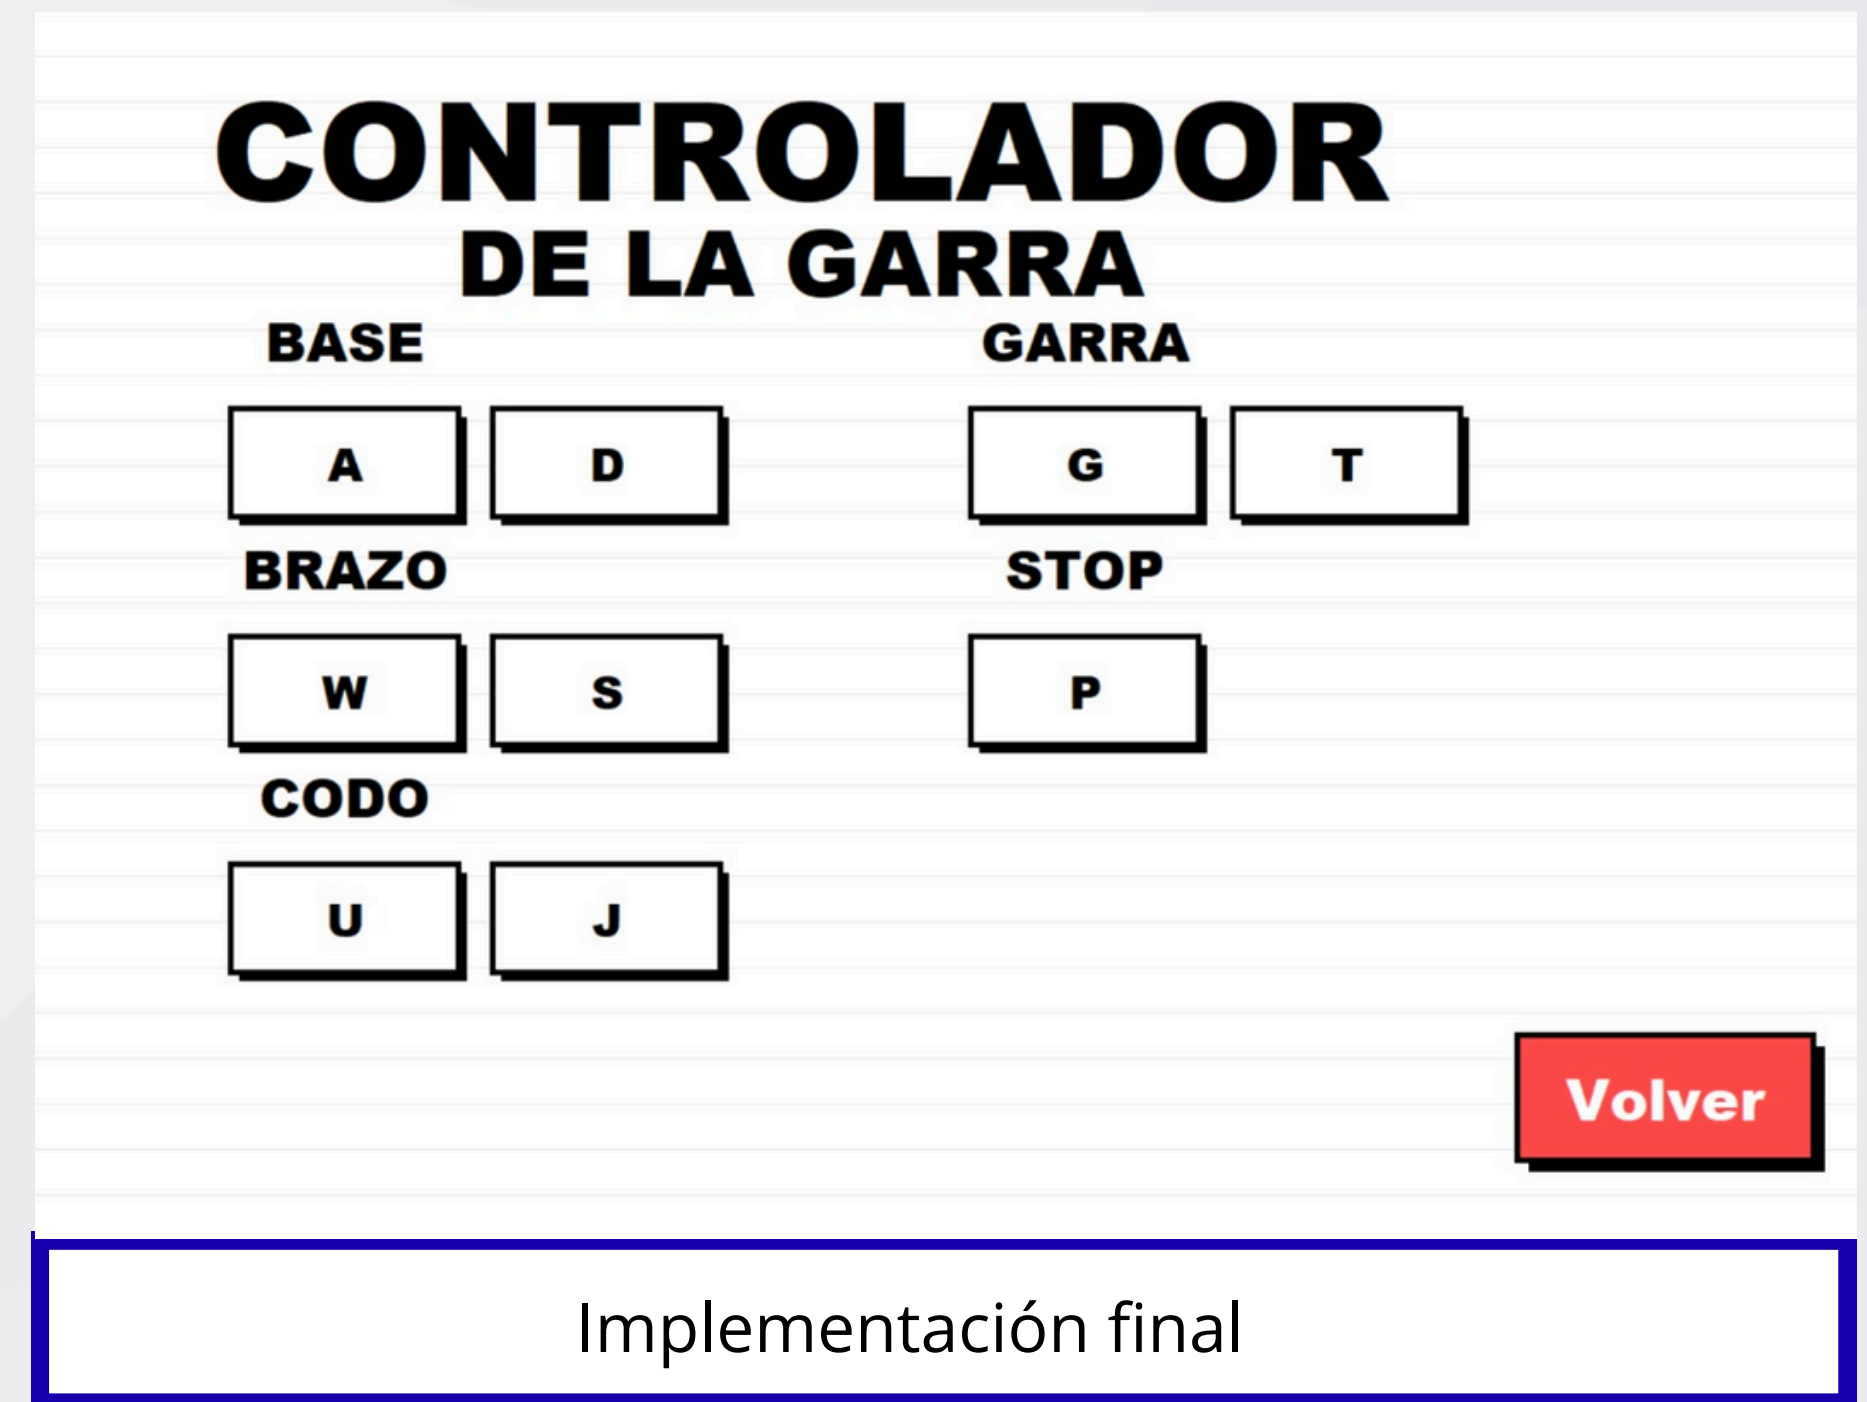 CONTROLADOR
DE LA GARRA
BASE
A D
BRAZO
W S
CODO
U J
GARRA
G T
STOP
P
Volver
Implementación final